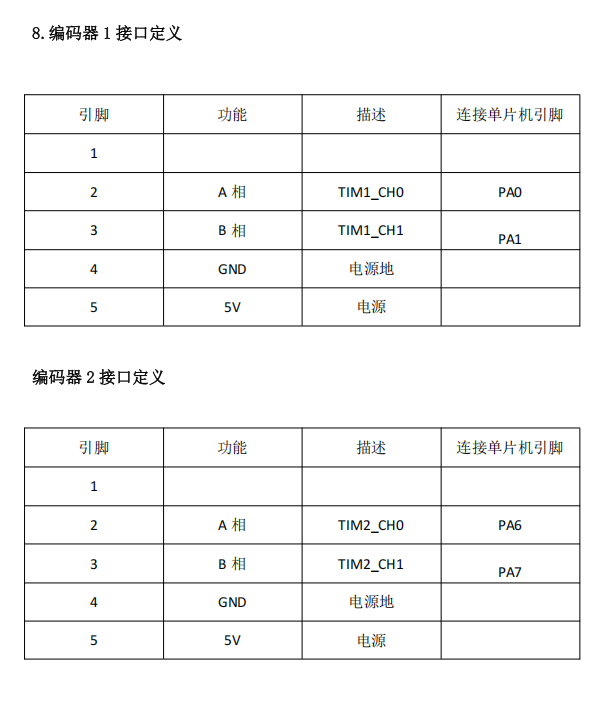 8.编码器 1 接口定义
引脚 功能 描述 连接单片机引脚
1
2 A 相 TIM1_CH0 PA0
3 B 相 TIM1_CH1 PA1
4 GND 电源地
5 5V 电源
编码器 2 接口定义
引脚 功能 描述 连接单片机引脚
1
2 A 相 TIM2_CH0 PA6
3 B 相 TIM2_CH1 PA7
4 GND 电源地
5 5V 电源